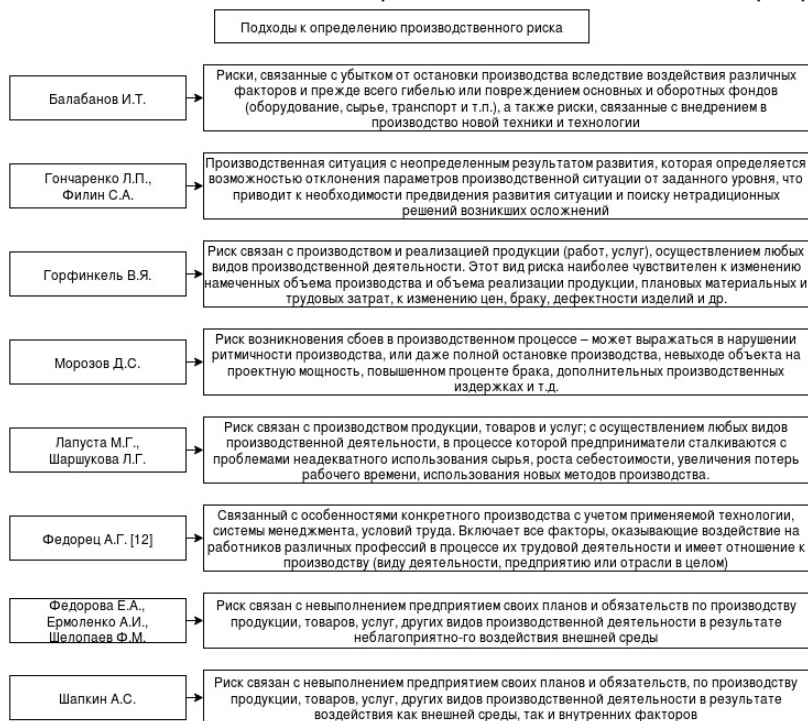 Подходы к определению производственного риска
Балабанов И.Т.
Риски, связанные с убытком от остановки производства вследствие воздействия различных
факторов и прежде всего гибелью или повреждением основных и оборотных фондов
(оборудование, сырье, транспорт и т.п.), а также риски, связанные с внедрением в
производство новой техники и технологии
Гончаренко Л.П.,
Филин С.А.
Производственная ситуация с неопределенным результатом развития, которая определяется
возможностью отклонения параметров производственной ситуации от заданного уровня, что
приводит к необходимости предвидения развития ситуации и поиску нетрадиционных
решений возникших осложнений
Горфинкель В.Я.
Риск связан с производством и реализацией продукции (работ, услуг), осуществлением любых
видов производственной деятельности. Этот вид риска наиболее чувствителен к изменению
намеченных объема производства и объема реализации продукции, плановых материальных и
трудовых затрат, к изменению цен, браку, дефектности изделий и др.
Морозов Д.С.
Риск возникновения сбоев в производственном процессе – может выражаться в нарушении
ритмичности производства, или даже полной остановке производства, невыходе объекта на
проектную мощность, повышенном проценте брака, дополнительных производственных
издержках и т.д.
Лапуста М.Г.,
Шаршукова Л.Г.
Риск связан с производством продукции, товаров и услуг; с осуществлением любых видов
производственной деятельности, в процессе которой предприниматели сталкиваются с
проблемами неадекватного использования сырья, роста себестоимости, увеличения потерь
рабочего времени, использования новых методов производства.
Федорец А.Г. [12]
Связанный с особенностями конкретного производства с учетом применяемой технологии,
системы менеджмента, условий труда. Включает все факторы, оказывающие воздействие на
работников различных профессий в процессе их трудовой деятельности и имеет отношение к
производству (виду деятельности, предприятию или отрасли в целом)
Федорова Е.А.,
Ермоленко А.И.,
Шелопаев Ф.М.
Риск связан с невыполнением предприятием своих планов и обязательств по производству
продукции, товаров, услуг, других видов производственной деятельности в результате
неблагоприятно-го воздействия внешней среды
Шапкин А.С.
Риск связан с невыполнением предприятием своих планов и обязательств, по производству
продукции, товаров, услуг, других видов производственной деятельности в результате
воздействия как внешней среды, так и внутренних факторов